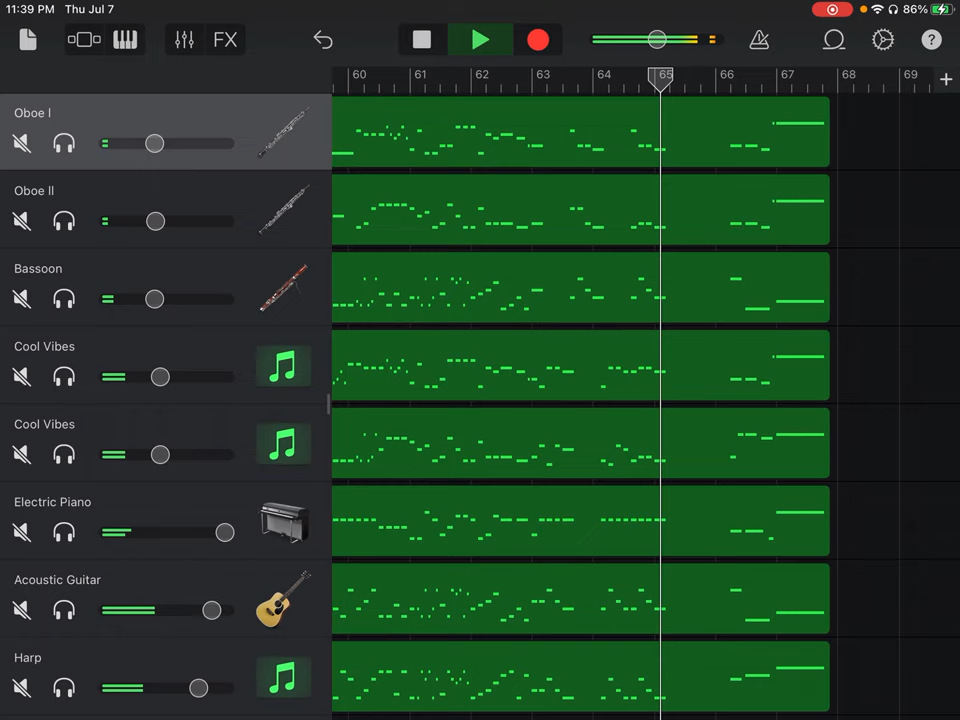 11:39 PM Thu Jul 7 86%
FX ?
60 61 62 63 64 65 66 67 68 69 +
Oboe I
Oboe II
Bassoon
Cool Vibes
Cool Vibes
Electric Piano
Acoustic Guitar
Harp